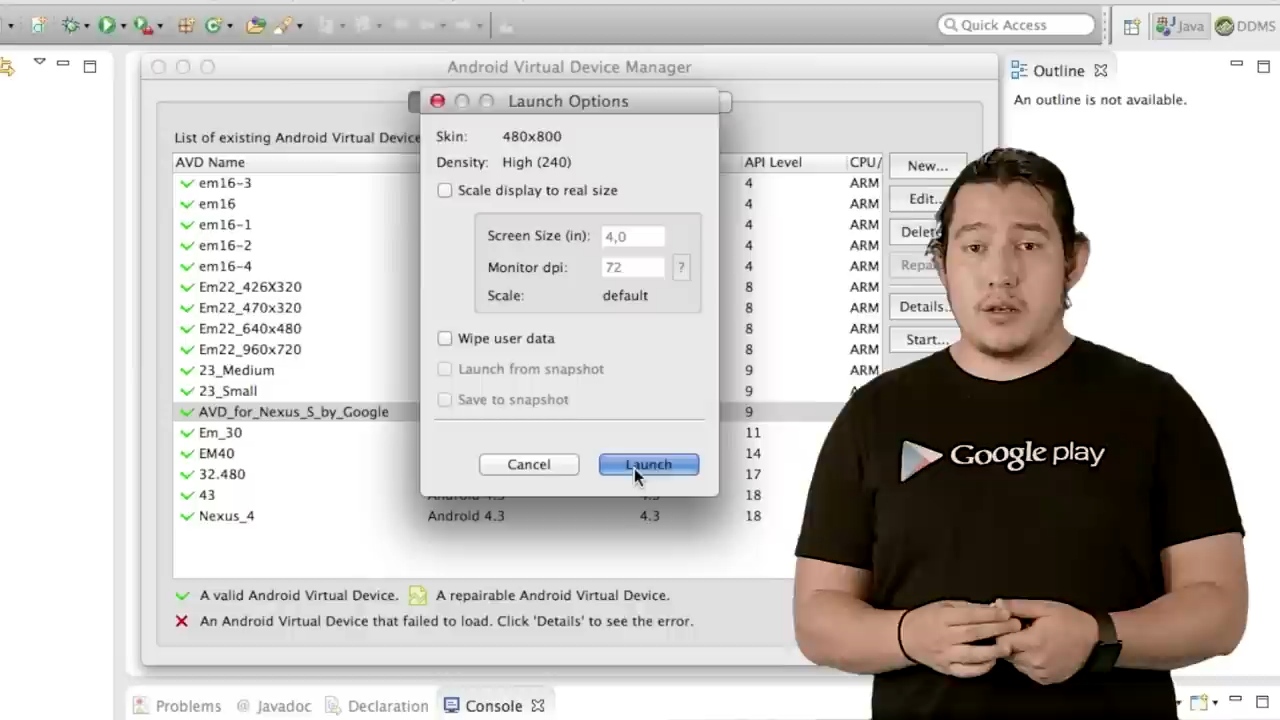 Quick Access
Java
DDMS
Android Virtual Device Manager
Outline
An outline is not available.
Launch Options
List of existing Android Virtual Device
Skin: 480x800
Density: High (240)
Scale display to real size
Screen Size (in): 4,0
Monitor dpi: 72 ?
Scale: default
Wipe user data
Launch from snapshot
Save to snapshot
Cancel
Launch
AVD Name API Level CPU/
em16-3 4 ARM
em16 4 ARM
em16-1 4 ARM
em16-2 4 ARM
em16-4 4 ARM
Em22_426X320 8 ARM
Em22_470x320 8 ARM
Em22_640x480 8 ARM
Em22_960x720 8 ARM
23_Medium 9 ARM
23_Small 9
AVD_for_Nexus_S_by_Google 9
Em_30 11
EM40 14
32.480 17
43 Android 4.3 4.3 18
Nexus_4 Android 4.3 4.3 18
New...
Edit..
Delete
Repa
Details.
Start...
Google play
A valid Android Virtual Device. A repairable Android Virtual Device.
An Android Virtual Device that failed to load. Click 'Details' to see the error.
Problems @ Javadoc Declaration Console